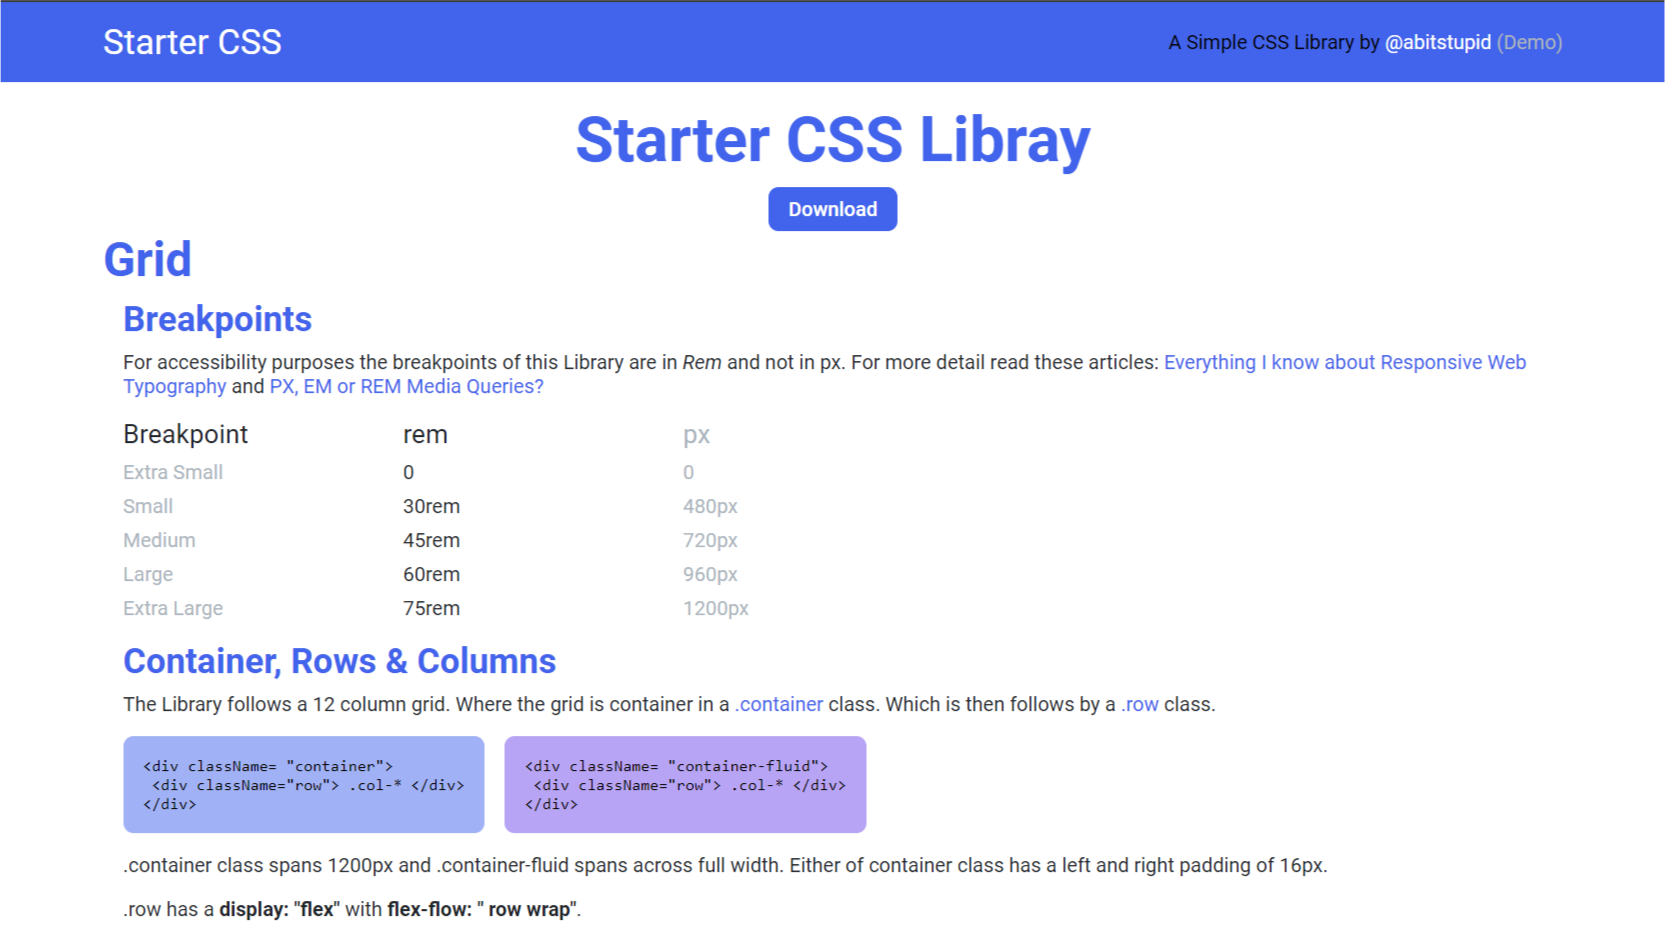 Starter CSS
A Simple CSS Library by @abitstupid (Demo)
Starter CSS Libray
Download
Grid
Breakpoints
For accessibility purposes the breakpoints of this Library are in Rem and not in px. For more detail read these articles: Everything I know about Responsive Web
Typography and PX, EM or REM Media Queries?
Breakpoint rem px
Extra Small 0 0
Small 30rem 480px
Medium 45rem 720px
Large 60rem 960px
Extra Large 75rem 1200px
Container, Rows & Columns
The Library follows a 12 column grid. Where the grid is container in a .container class. Which is then follows by a .row class.
<div className= "container">
<div className="row"> .col-* </div>
</div>
<div className= "container-fluid">
<div className="row"> .col-* </div>
</div>
.container class spans 1200px and .container-fluid spans across full width. Either of container class has a left and right padding of 16px.
.row has a display: "flex" with flex-flow: " row wrap".